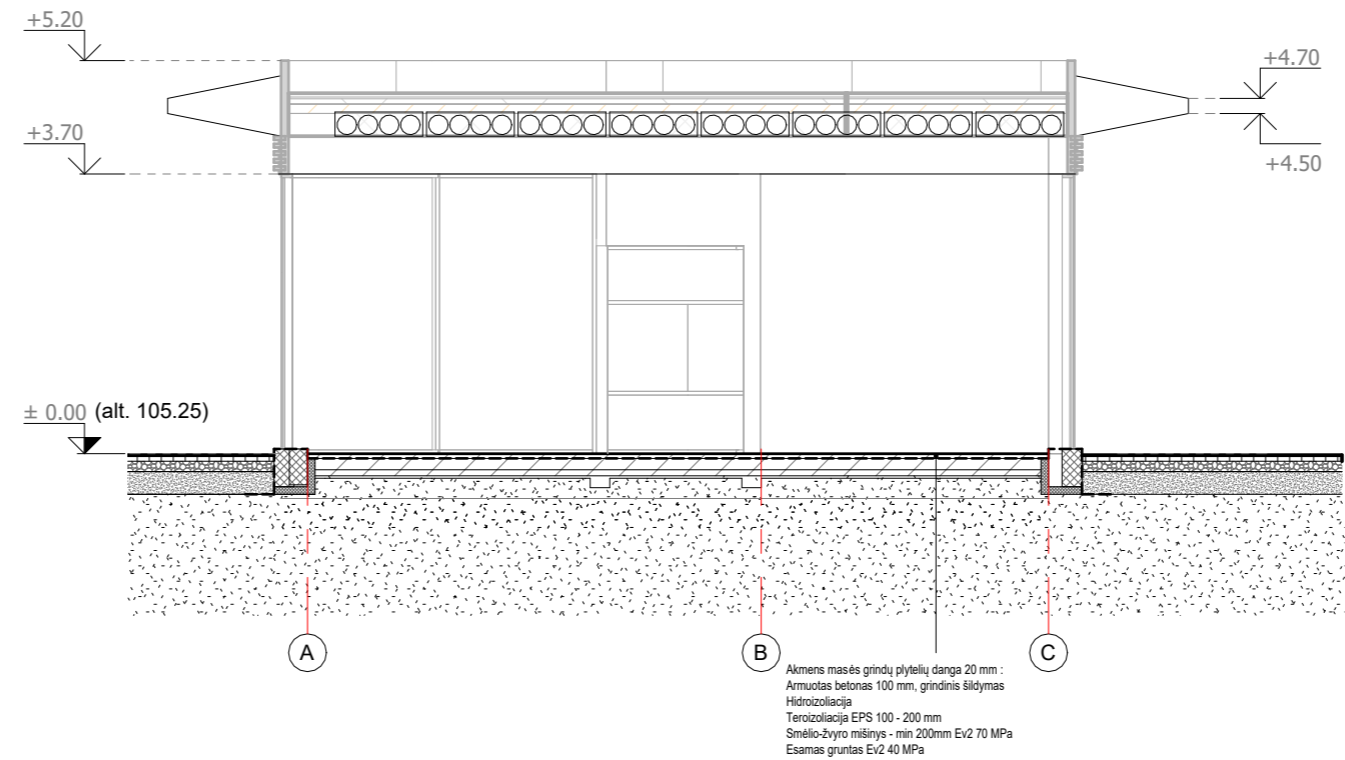 +5.20
+4.70
+3.70
+4.50
± 0.00 (alt. 105.25)
A
B
C
Akmens masės grindų plytelių danga 20 mm :
Armuotas betonas 100 mm, grindinis šildymas
Hidroizoliacija
Teroizoliacija EPS 100 - 200 mm
Smėlio-žvyro mišinys - min 200mm Ev2 70 MPa
Esamas gruntas Ev2 40 MPa